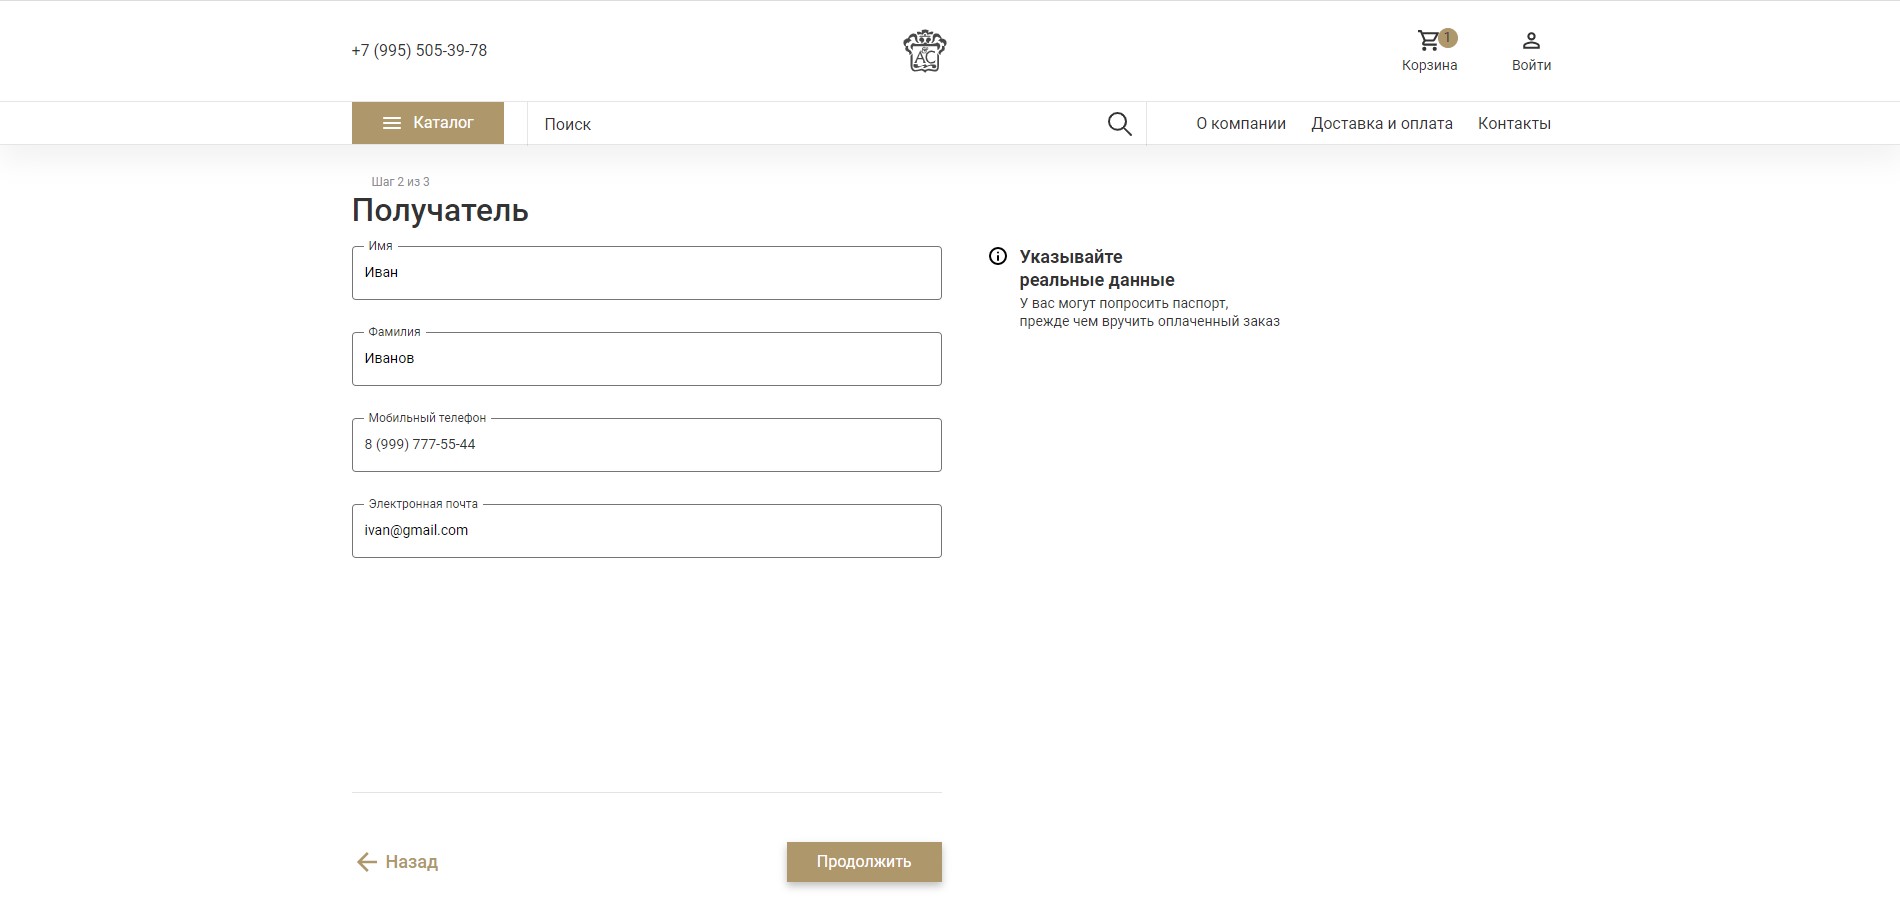 +7 (995) 505-39-78
АС
1
Корзина
Войти
Каталог
Поиск
О компании
Доставка и оплата
Контакты
Шаг 2 из 3
Получатель
Имя
Иван
Фамилия
Иванов
Мобильный телефон
8 (999) 777-55-44
Электронная почта
ivan@gmail.com
Указывайте
реальные данные
У вас могут попросить паспорт,
прежде чем вручить оплаченный заказ
Назад
Продолжить